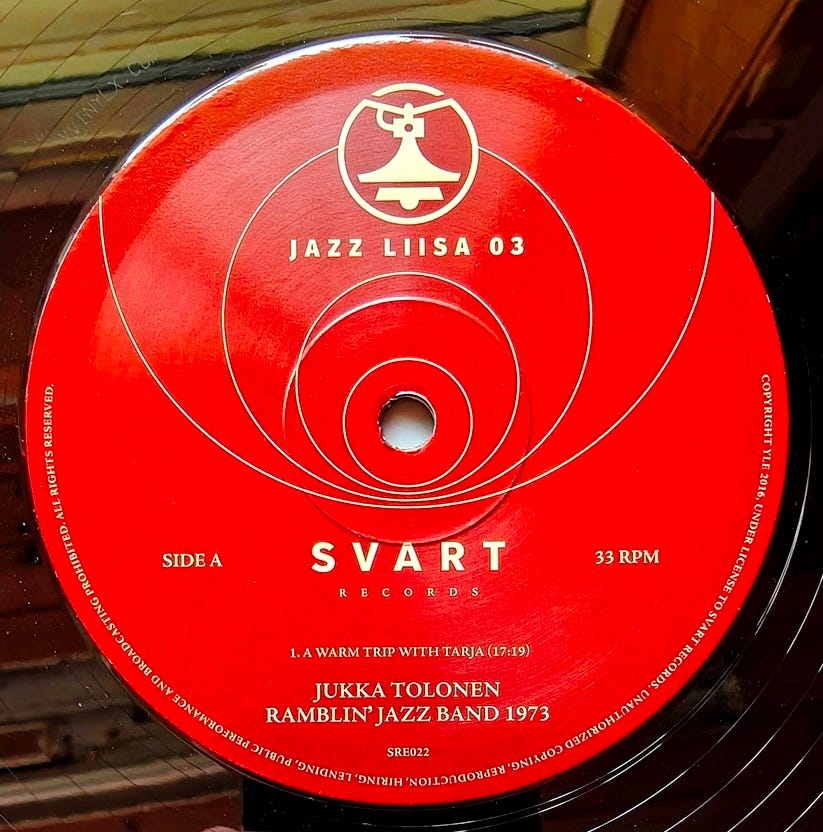 JAZZ LIISA 03
SIDE A
SVART
RECORDS
33 RPM
1. A WARM TRIP WITH TARJA (17:19)
JUKKA TOLONEN
RAMBLIN' JAZZ BAND 1973
SRE022
COPYRIGHT YLE 2016. UNDER LICENSE TO SVART RECORDS. UNAUTHORIZED COPYING, REPRODUCTION, HIRING, LENDING, PUBLIC PERFORMANCE AND BROADCASTING PROHIBITED. ALL RIGHTS RESERVED.